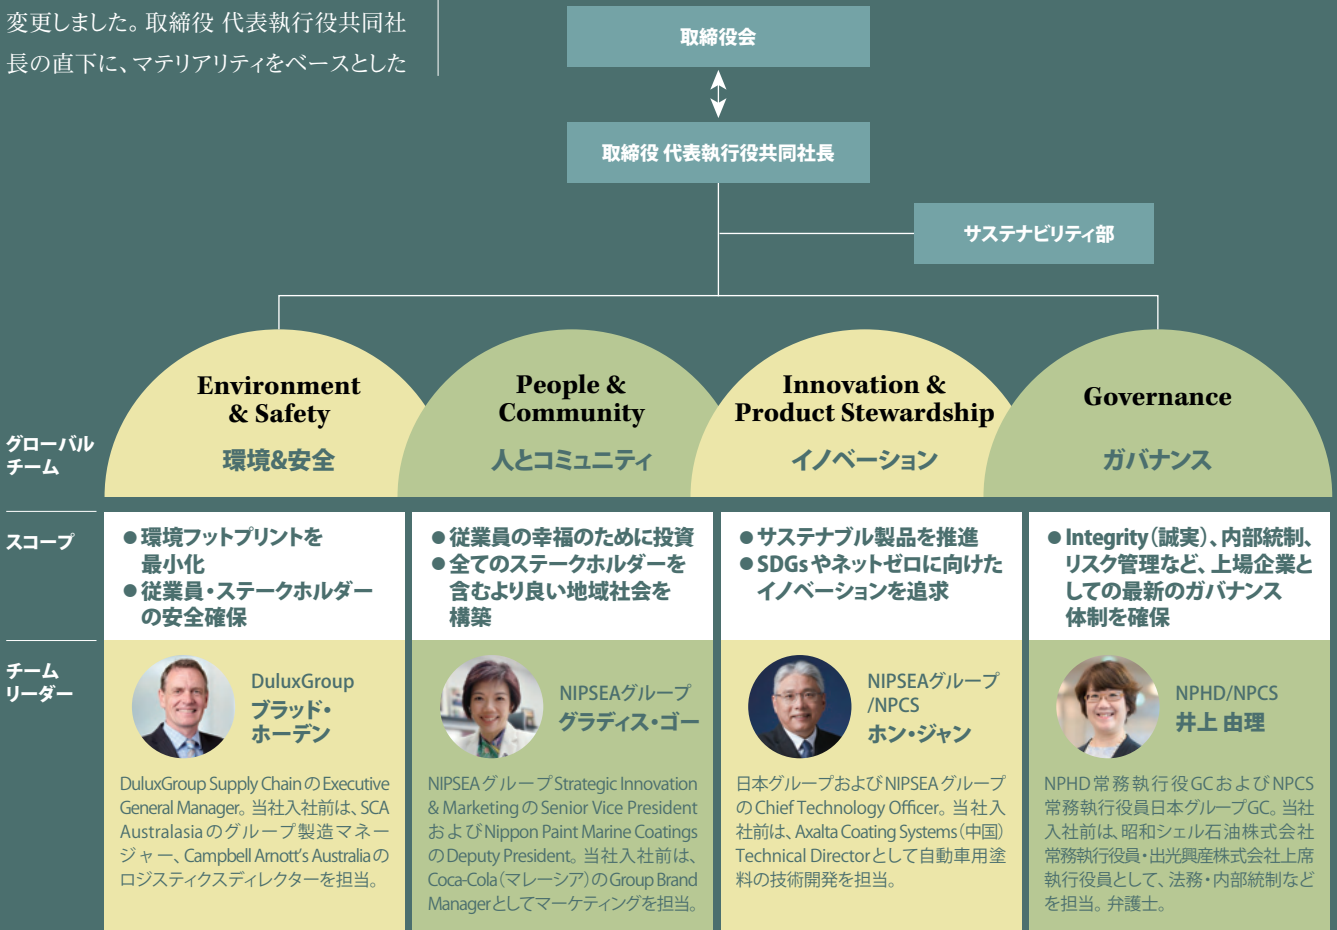 変更しました。取締役 代表執行役共同社
長の直下に、マテリアリティをベースとした
取締役会
取締役 代表執行役共同社長
サステナビリティ部
グローバル
チーム
Environment
& Safety
環境&安全
People &
Community
人とコミュニティ
Innovation &
Product Stewardship
イノベーション
Governance
ガバナンス
スコープ
●環境フットプリントを
最小化
●従業員・ステークホルダー
の安全確保
●従業員の幸福のために投資
●全てのステークホルダーを
含むより良い地域社会を
構築
●サステナブル製品を推進
●SDGsやネットゼロに向けた
イノベーションを追求
●Integrity(誠実)、内部統制、
リスク管理など、上場企業と
しての最新のガバナンス
体制を確保
チーム
リーダー
DuluxGroup
ブラッド・
ホーデン
DuluxGroup Supply ChainのExecutive
General Manager。当社入社前は、SCA
Australasiaのグループ製造マネー
ジャー、Campbell Arnott's Australiaの
ロジスティクスディレクターを担当。
NIPSEAグループ
グラディス・ゴー
NIPSEAグループStrategic Innovation
& MarketingのSenior Vice President
およびNippon Paint Marine Coatings
のDeputy President。当社入社前は、
Coca-Cola(マレーシア)のGroup Brand
Managerとしてマーケティングを担当。
NIPSEAグループ
/NPCS
ホン・ジャン
日本グループおよびNIPSEAグループ
のChief Technology Officer。当社入
社前は、Axalta Coating Systems(中国)
Technical Directorとして自動車用塗
料の技術開発を担当。
NPHD/NPCS
井上 由理
NPHD常務執行役GCおよびNPCS
常務執行役員日本グループGC。当社
入社前は、昭和シェル石油株式会社
常務執行役員・出光興産株式会社上席
執行役員として、法務・内部統制など
を担当。弁護士。